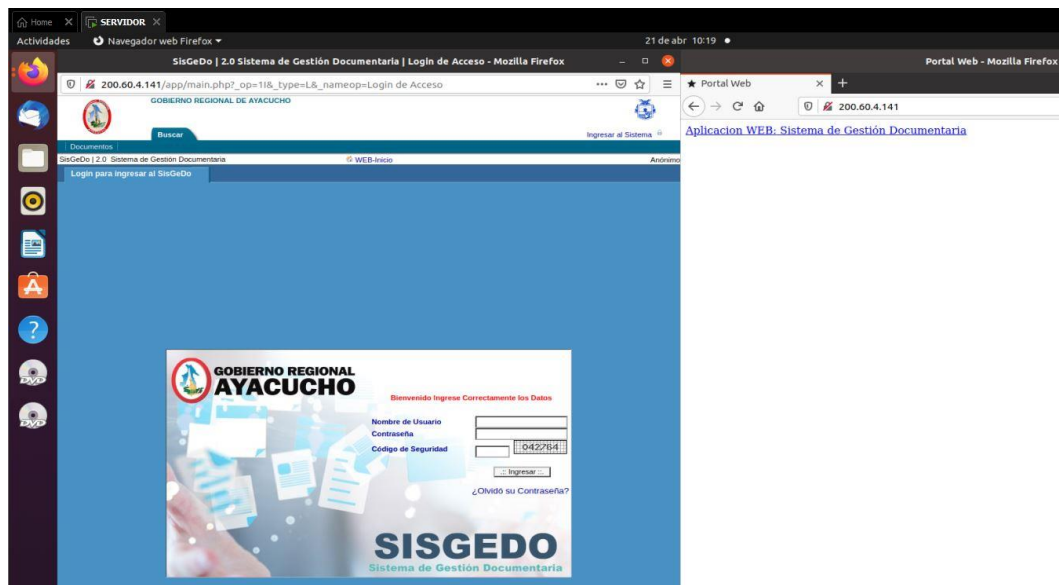 Home
SERVIDOR
Actividades
Navegador web Firefox
21 de abr 10:19
SisGeDo | 2.0 Sistema de Gestión Documentaria | Login de Acceso - Mozilla Firefox
200.60.4.141/app/main.php?_op=1I&_type=L&_nameop=Login de Acceso
GOBIERNO REGIONAL DE AYACUCHO
Buscar
Ingresar al Sistema
Documentos
SisGeDo | 2.0 Sistema de Gestión Documentaria
WEB-Inicio
Anónimo
Login para ingresar al SisGeDo
GOBIERNO REGIONAL
AYACUCHO
Bienvenido Ingrese Correctamente los Datos
Nombre de Usuario
Contraseña
Código de Seguridad
042764
.:: Ingresar ::.
¿Olvidó su Contraseña?
SISGEDO
Sistema de Gestión Documentaria
DVD
DVD
Portal Web - Mozilla Firefox
Portal Web
200.60.4.141
Aplicacion WEB: Sistema de Gestión Documentaria